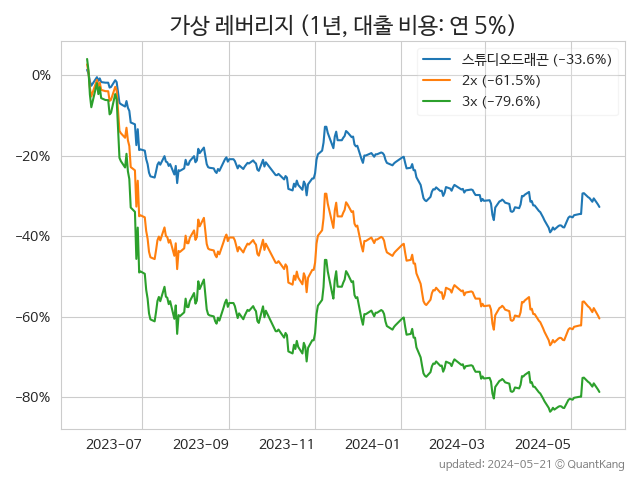 가상 레버리지 (1년, 대출 비용: 연 5%)
스튜디오드래곤 (-33.6%)
2x (-61.5%)
3x (-79.6%)
0%
-20%
-40%
-60%
-80%
2023-07 2023-09 2023-11 2024-01 2024-03 2024-05
updated: 2024-05-21 © QuantKang